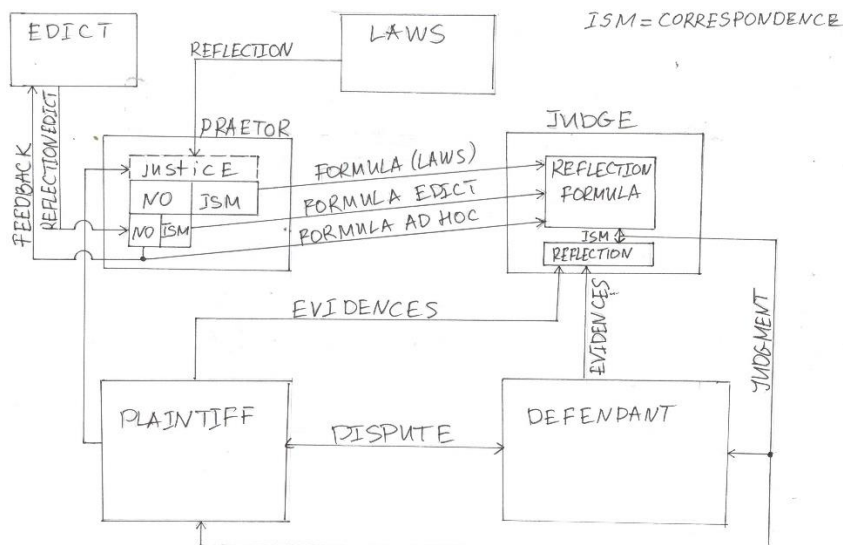 ISM = CORRESPONDENCE
EDICT
LAWS
REFLECTION
PRAETOR
JUDGE
FEEDBACK
REFLECTION EDICT
JUSTICE
NO ISM
NO ISM
FORMULA (LAWS)
FORMULA EDICT
FORMULA AD HOC
REFLECTION
FORMULA
ISM
REFLECTION
EVIDENCES
EVIDENCES
JUDGMENT
PLAINTIFF
DISPUTE
DEFENDANT